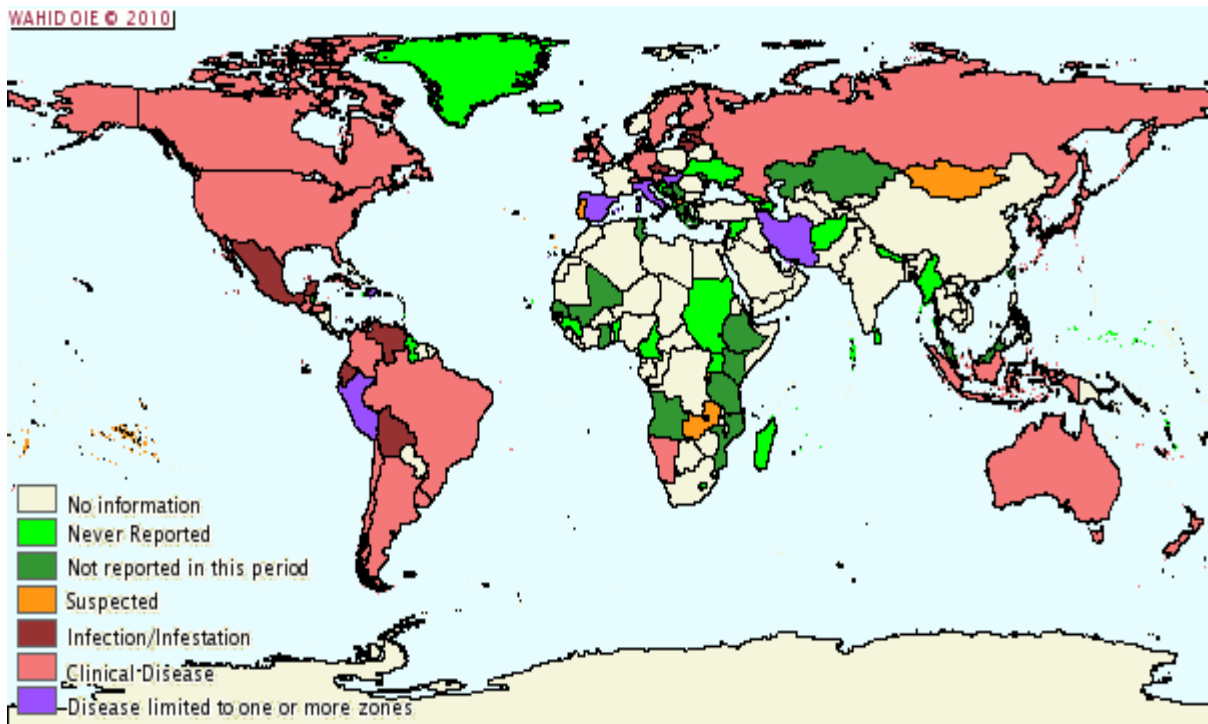 WAHID OIE © 2010
No information
Never Reported
Not reported in this period
Suspected
Infection/Infestation
Clinical Disease
Disease limited to one or more zones